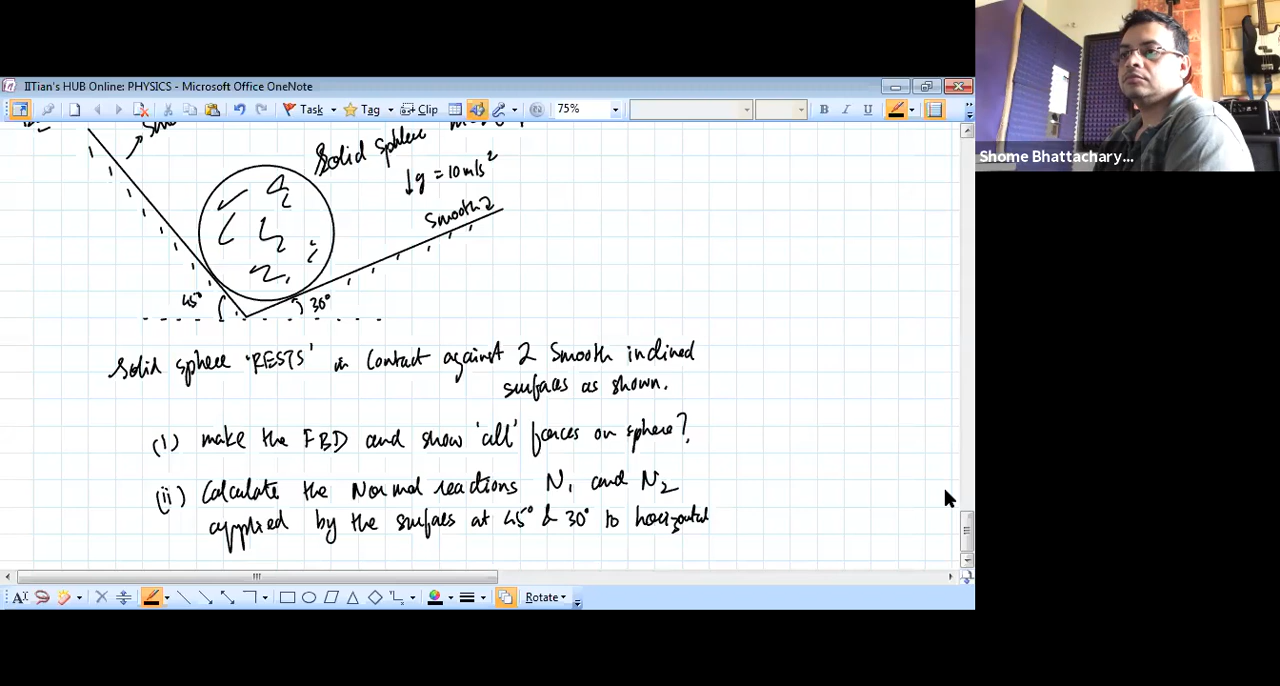 IITian's HUB Online: PHYSICS - Microsoft Office OneNote
Task Tag Clip 75% B I U
Solid sphere
↓g = 10 m/s²
Smooth 2
45° 30°
Shome Bhattachary...
Solid sphere 'RESTS' in contact against 2 smooth inclined
surfaces as shown.
(i) make the FBD and show 'all' forces on sphere?
(ii) Calculate the Normal reactions N₁ and N₂
applied by the surfaces at 45° & 30° to horizontal
Rotate